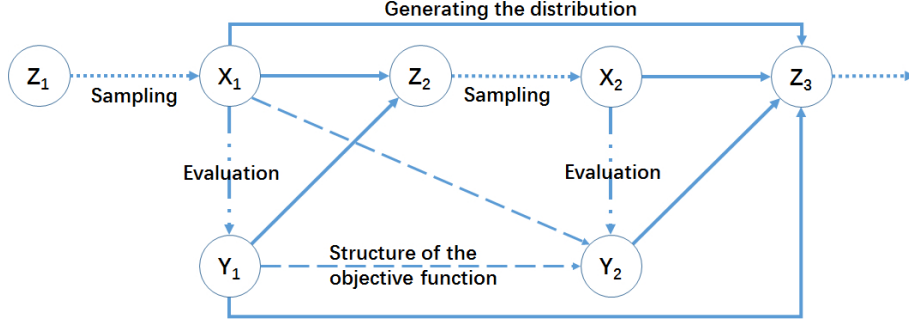 Generating the distribution
Z₁
X₁
Z₂
X₂
Z₃
Sampling
Sampling
Evaluation
Evaluation
Structure of the
objective function
Y₁
Y₂